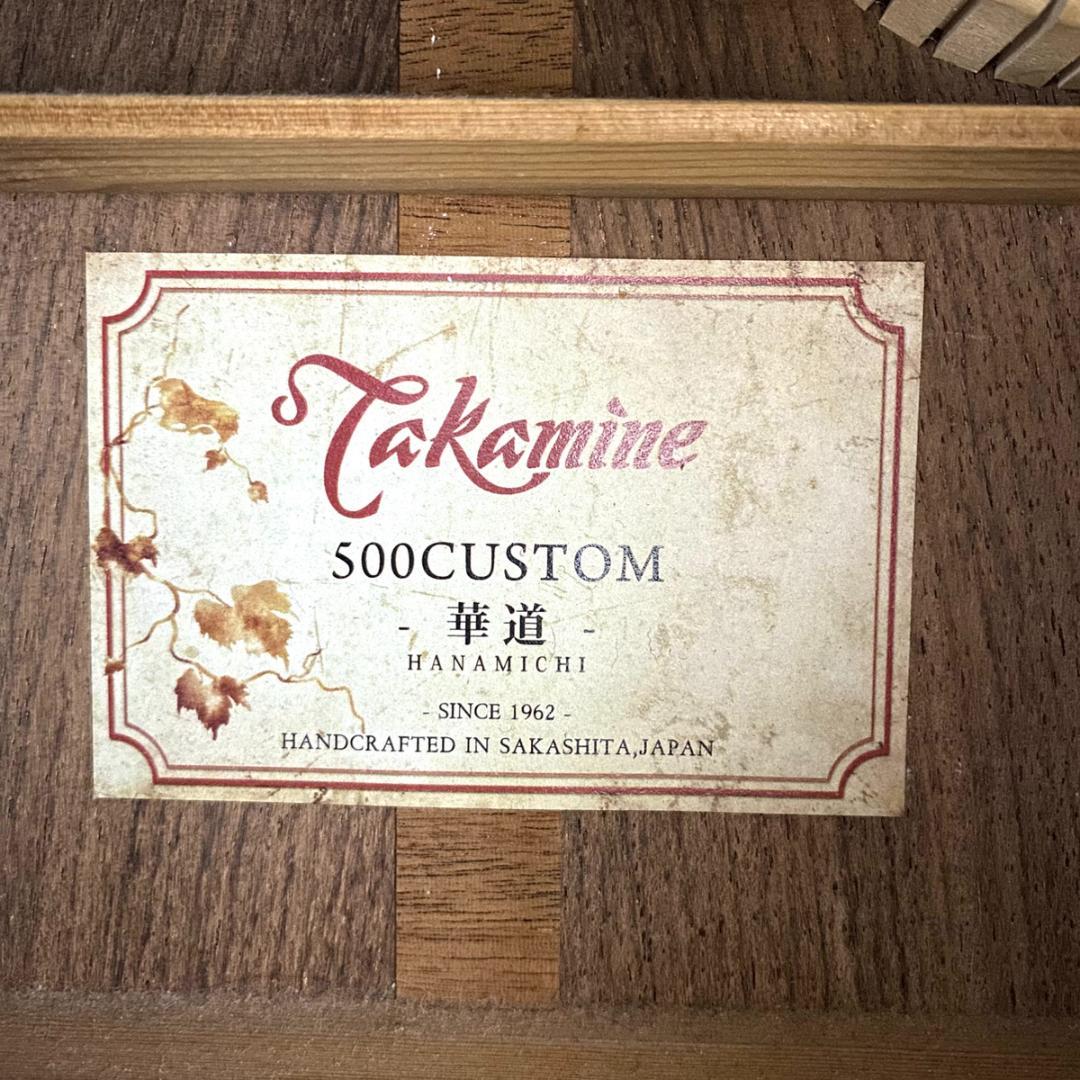 Takamine
500CUSTOM
- 華道 -
HANAMICHI
- SINCE 1962 -
HANDCRAFTED IN SAKASHITA,JAPAN